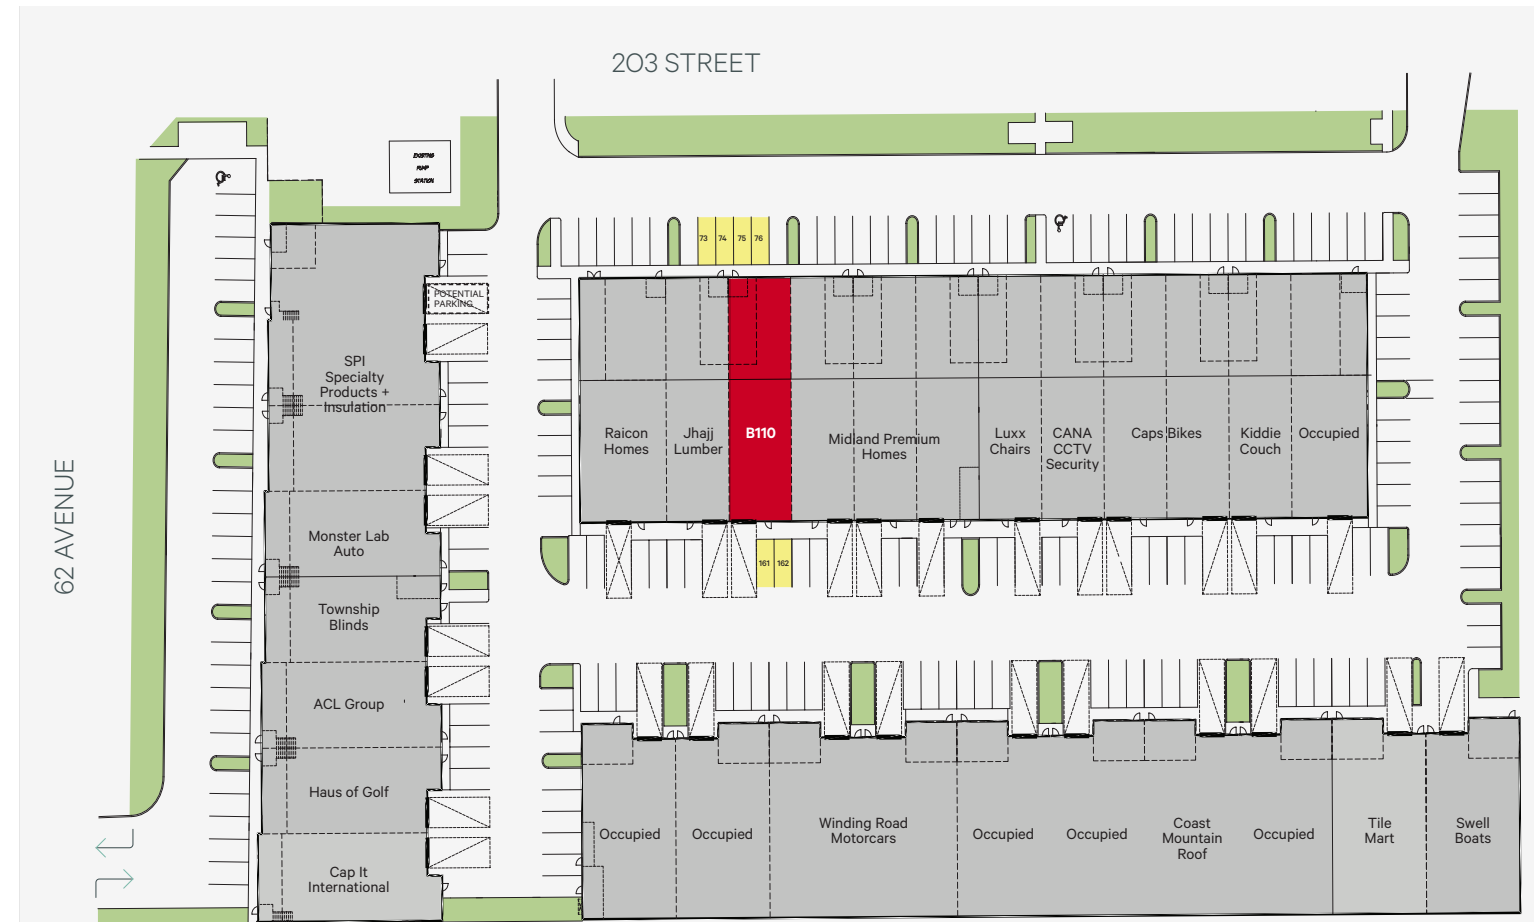 203 STREET
EXISTING
PUMP
STATION
73
74
75
76
POTENTIAL
PARKING
SPI
Specialty
Products +
Insulation
Raicon
Homes
Jhajj
Lumber
B110
Midland Premium
Homes
Luxx
Chairs
CANA
CCTV
Security
Caps Bikes
Kiddie
Couch
Occupied
62 AVENUE
Monster Lab
Auto
161
162
Township
Blinds
ACL Group
Haus of Golf
Cap It
International
Occupied
Occupied
Winding Road
Motorcars
Occupied
Occupied
Coast
Mountain
Roof
Occupied
Tile
Mart
Swell
Boats